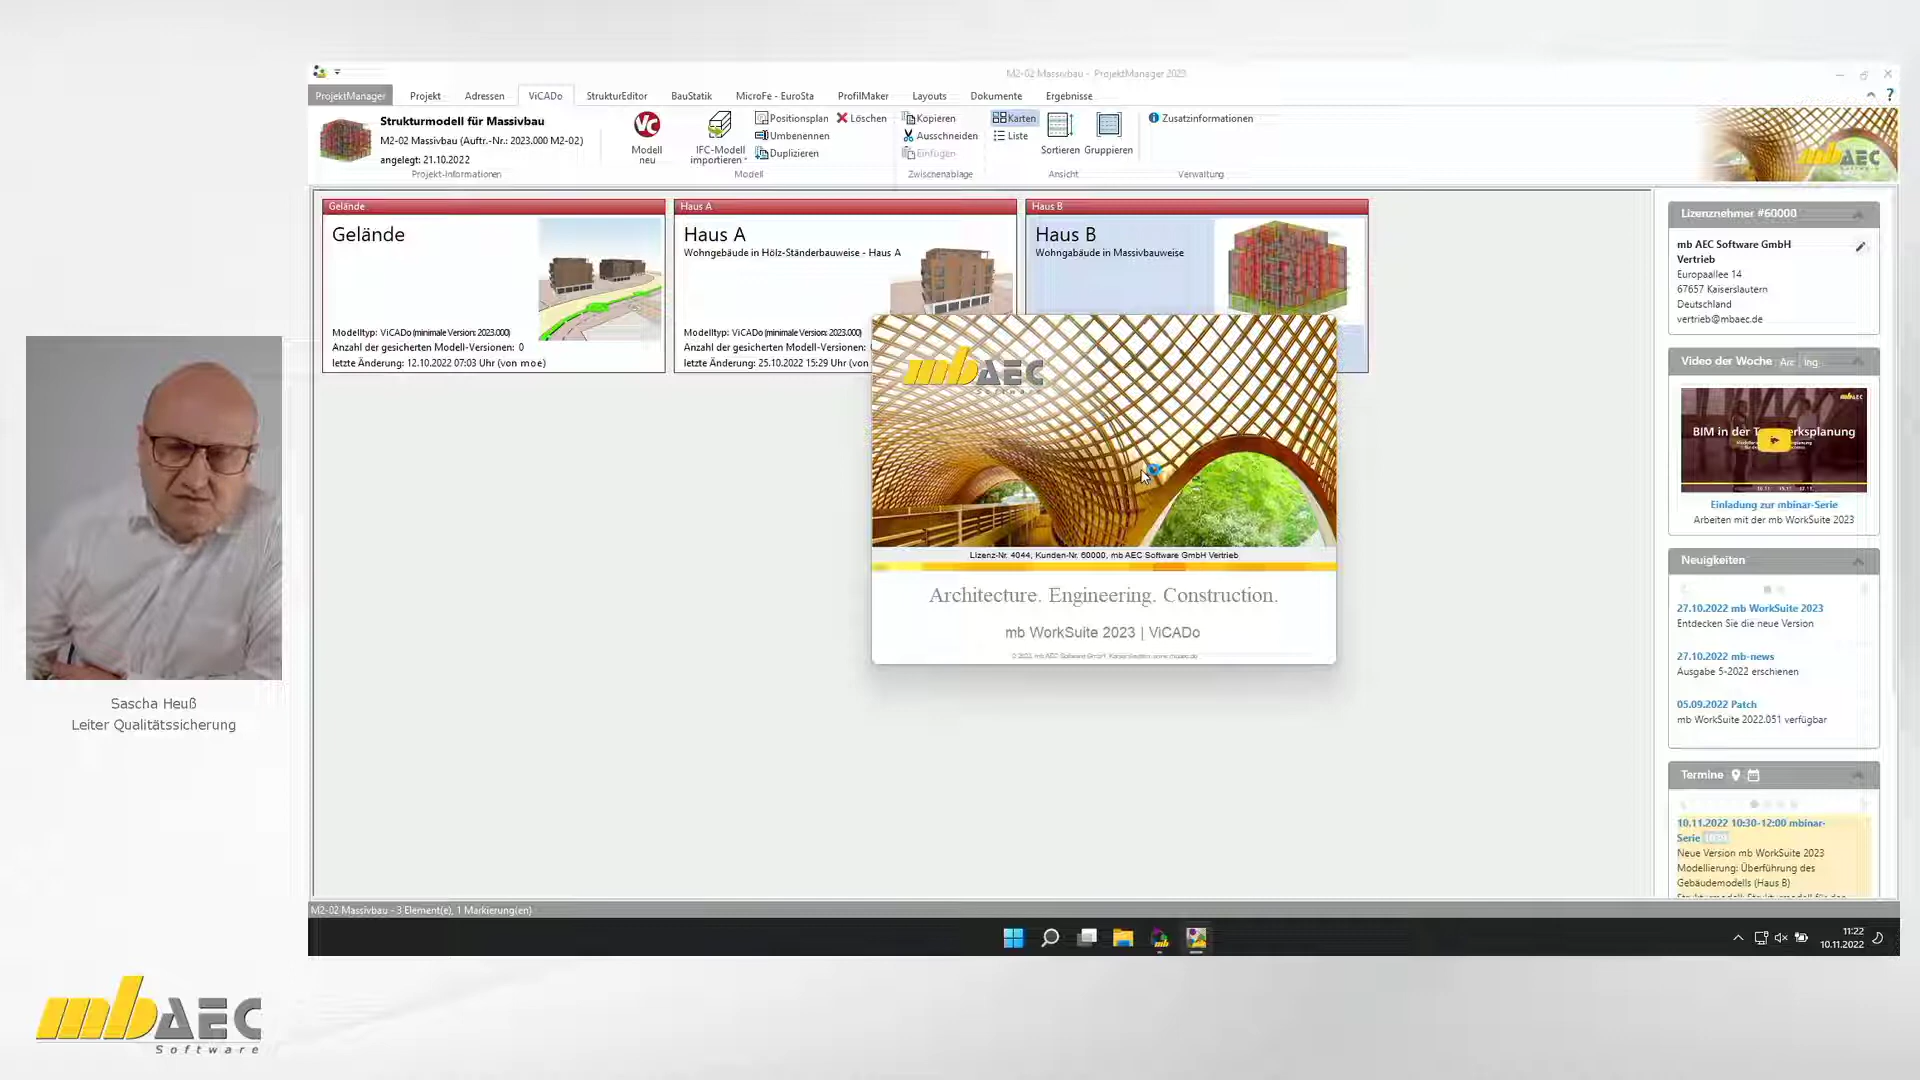 M2-02 Massivbau - ProjektManager 2023
ProjektManager Projekt Adressen ViCADo StrukturEditor BauStatik MicroFe - EuroSta ProfilMaker Layouts Dokumente Ergebnisse
Strukturmodell für Massivbau
M2-02 Massivbau (Auftr.-Nr.: 2023.000 M2-02)
angelegt: 21.10.2022
Projekt-Informationen
Modell neu
IFC-Modell importieren
Positionsplan
Löschen
Umbenennen
Duplizieren
Modell
Kopieren
Ausschneiden
Einfügen
Zwischenablage
Karten
Liste
Sortieren
Gruppieren
Ansicht
Zusatzinformationen
Verwaltung
mbAEC
Gelände
Gelände
Modelltyp: ViCADo (minimale Version: 2023.000)
Anzahl der gesicherten Modell-Versionen: 0
letzte Änderung: 12.10.2022 07:03 Uhr (von moe)
Haus A
Haus A
Wohngebäude in Holz-Ständerbauweise - Haus A
Modelltyp: ViCADo (minimale Version: 2023.000)
Anzahl der gesicherten Modell-Versionen:
letzte Änderung: 25.10.2022 15:29 Uhr (von
Haus B
Haus B
Wohngabäude in Massivbauweise
mbAEC
Software
Lizenz-Nr. 4044, Kunden-Nr. 60000, mb AEC Software GmbH Vertrieb
Architecture. Engineering. Construction.
mb WorkSuite 2023 | ViCADo
Lizenznehmer #60000
mb AEC Software GmbH
Vertrieb
Europaallee 14
67657 Kaiserslautern
Deutschland
vertrieb@mbaec.de
Video der Woche Arc Ing
mbAEC
BIM in der
Einladung zur mbinar-Serie
Arbeiten mit der mb WorkSuite 2023
Neuigkeiten
27.10.2022 mb WorkSuite 2023
Entdecken Sie die neue Version
27.10.2022 mb-news
Ausgabe 5-2022 erschienen
05.09.2022 Patch
mb WorkSuite 2022.051 verfügbar
Termine
10.11.2022 10:30-12:00 mbinar-
Serie
Neue Version mb WorkSuite 2023
Modellierung: Überführung des
Gebäudemodells (Haus B)
M2-02 Massivbau - 3 Element(e), 1 Markierung(en)
11:22
10.11.2022
Sascha Heuß
Leiter Qualitätssicherung
mbAEC
Software